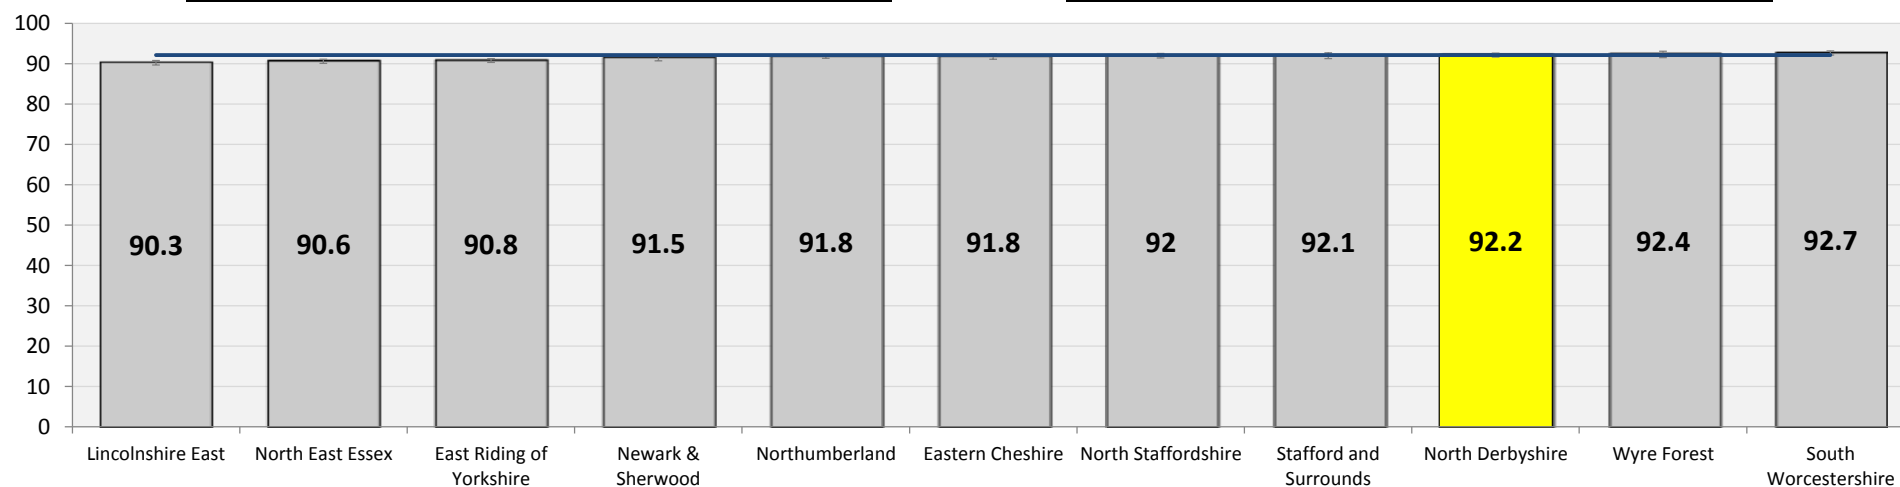 100
90
80
70
60
50
40
30
20
10
0
90.3
90.6
90.8
91.5
91.8
91.8
92
92.1
92.2
92.4
92.7
Lincolnshire East
North East Essex
East Riding of
Yorkshire
Newark &
Sherwood
Northumberland
Eastern Cheshire
North Staffordshire
Stafford and
Surrounds
North Derbyshire
Wyre Forest
South
Worcestershire